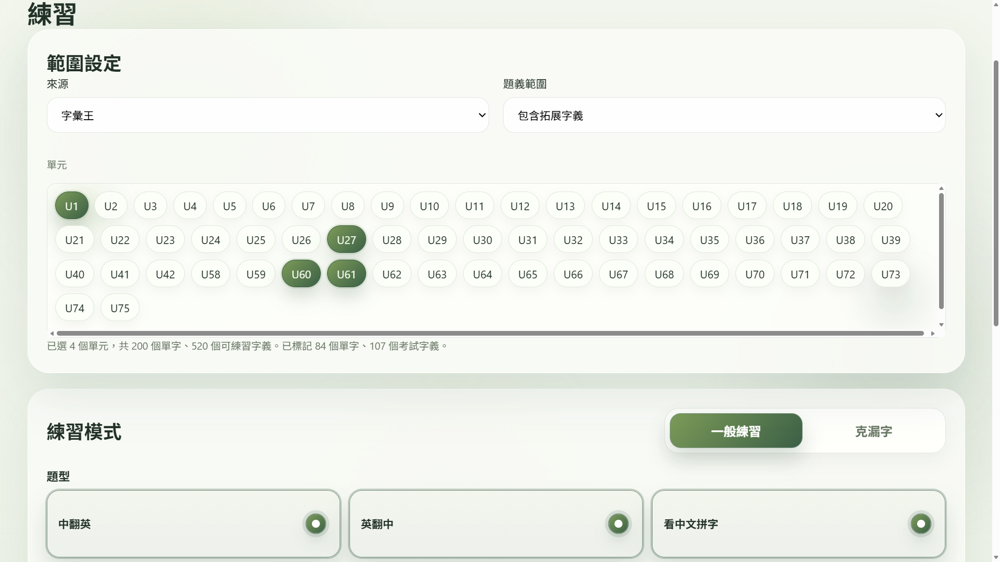 練習
範圍設定
來源
題義範圍
字彙王
包含拓展字義
單元
U1 U2 U3 U4 U5 U6 U7 U8 U9 U10 U11 U12 U13 U14 U15 U16 U17 U18 U19 U20
U21 U22 U23 U24 U25 U26 U27 U28 U29 U30 U31 U32 U33 U34 U35 U36 U37 U38 U39
U40 U41 U42 U58 U59 U60 U61 U62 U63 U64 U65 U66 U67 U68 U69 U70 U71 U72 U73
U74 U75
已選 4 個單元，共 200 個單字、520 個可練習字義。已標記 84 個單字、107 個考試字義。
練習模式
一般練習
克漏字
題型
中翻英
英翻中
看中文拼字